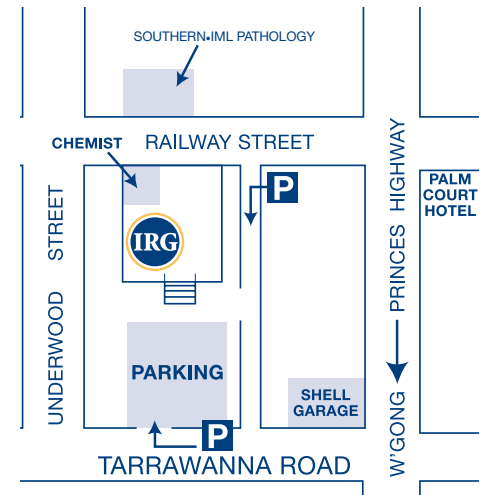 SOUTHERN•IML PATHOLOGY
CHEMIST
RAILWAY STREET
P
PALM
COURT
HOTEL
IRG
UNDERWOOD STREET
PRINCES HIGHWAY
W'GONG
PARKING
SHELL
GARAGE
P
TARRAWANNA ROAD